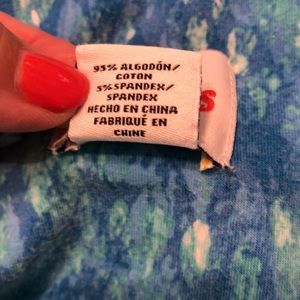 95% ALGODÓN/
COTON
5% SPANDEX/
SPANDEX
HECHO EN CHINA
FABRIQUÉ EN
CHINE
S